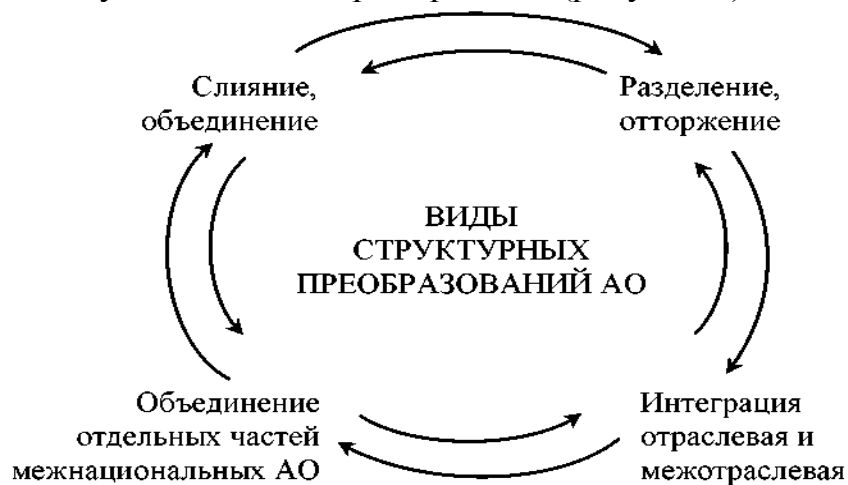 Слияние,
объединение
Разделение,
отторжение
ВИДЫ
СТРУКТУРНЫХ
ПРЕОБРАЗОВАНИЙ АО
Объединение
отдельных частей
межнациональных АО
Интеграция
отраслевая и
межотраслевая